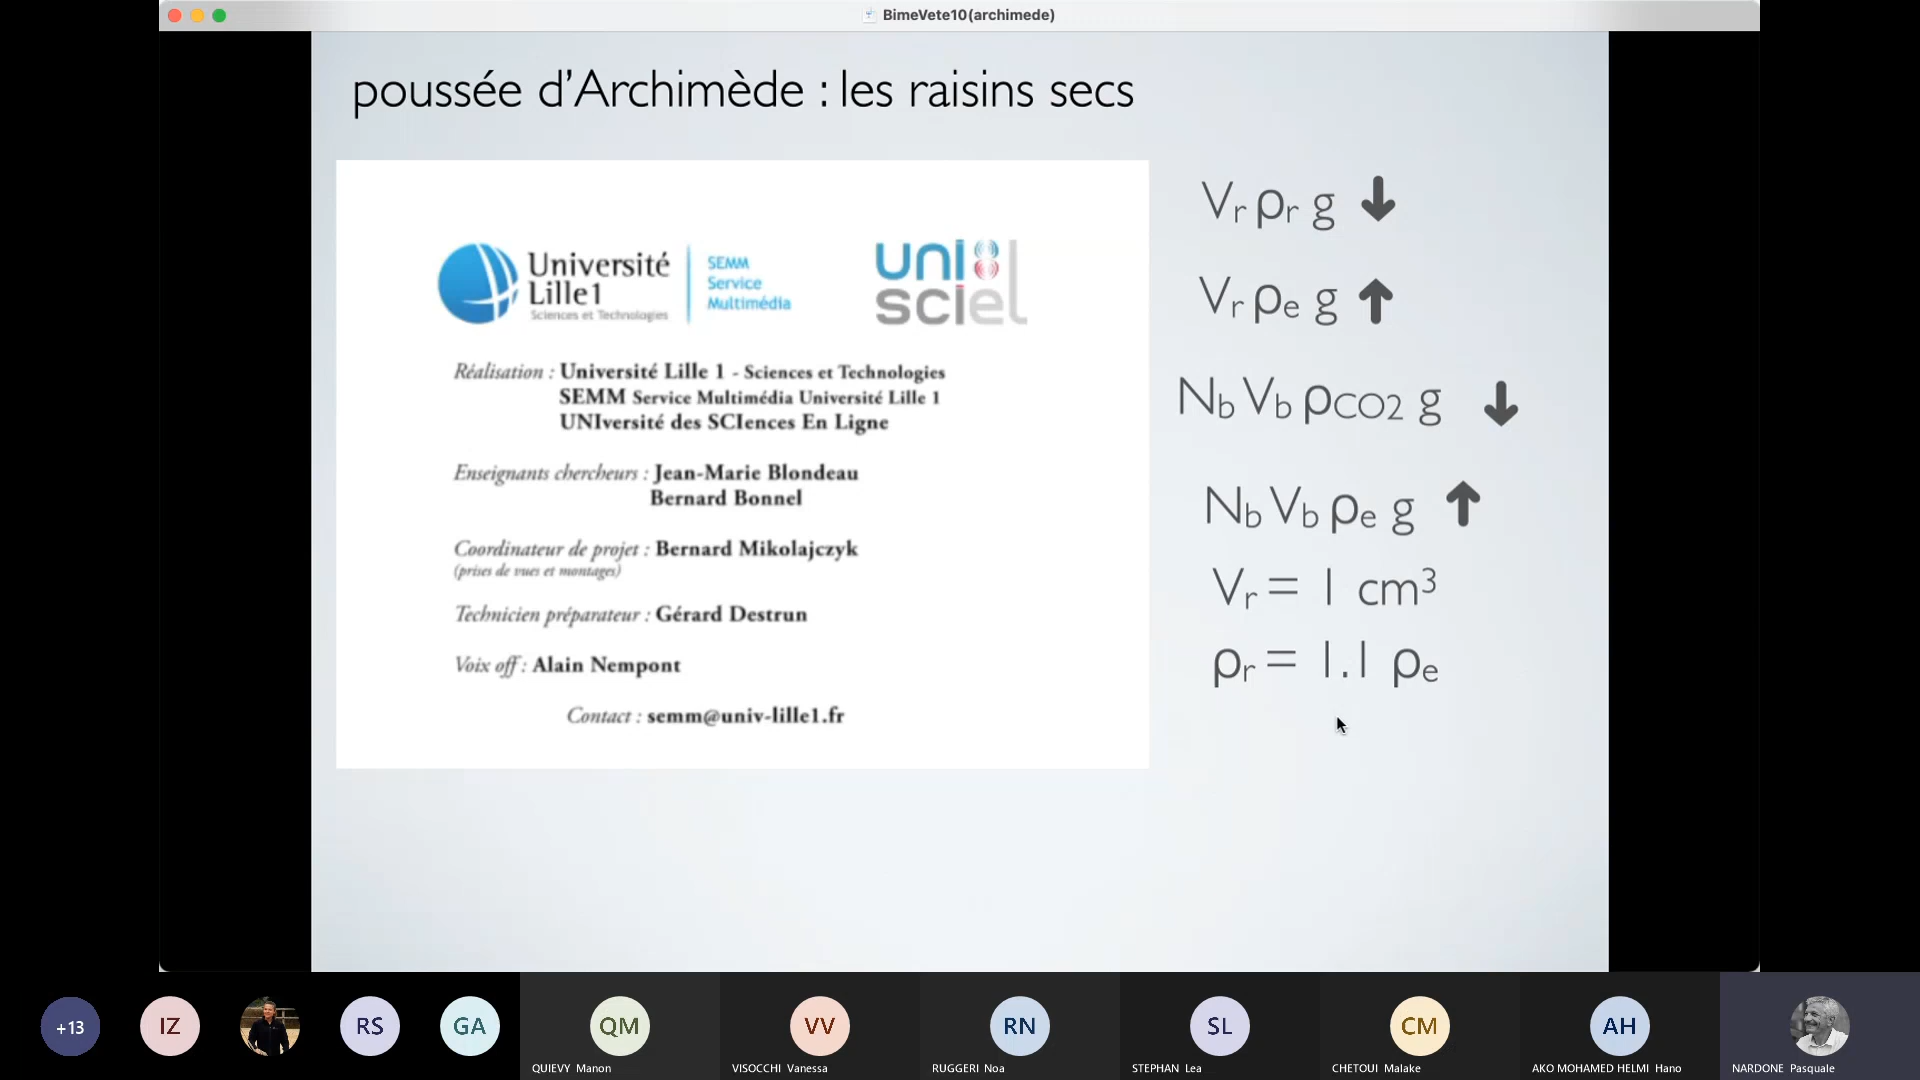 BimeVete10(archimede)
poussée d'Archimède : les raisins secs
Université
Lille1
Sciences et Technologies
SEMM
Service
Multimédia
uni
sciel
Réalisation : Université Lille 1 - Sciences et Technologies
SEMM Service Multimédia Université Lille 1
UNIversité des SCIences En Ligne
Enseignants chercheurs : Jean-Marie Blondeau
Bernard Bonnel
Coordinateur de projet : Bernard Mikolajczyk
(prises de vues et montages)
Technicien préparateur : Gérard Destrun
Voix off : Alain Nempont
Contact : semm@univ-lille1.fr
Vr ρr g ↓
Vr ρe g ↑
Nb Vb ρCO2 g ↓
Nb Vb ρe g ↑
Vr = 1 cm³
ρr = 1.1 ρe
+13
IZ
RS
GA
QM
VV
RN
SL
CM
AH
QUIEVY Manon
VISOCCHI Vanessa
RUGGERI Noa
STEPHAN Lea
CHETOUI Malake
AKO MOHAMED HELMI Hano
NARDONE Pasquale